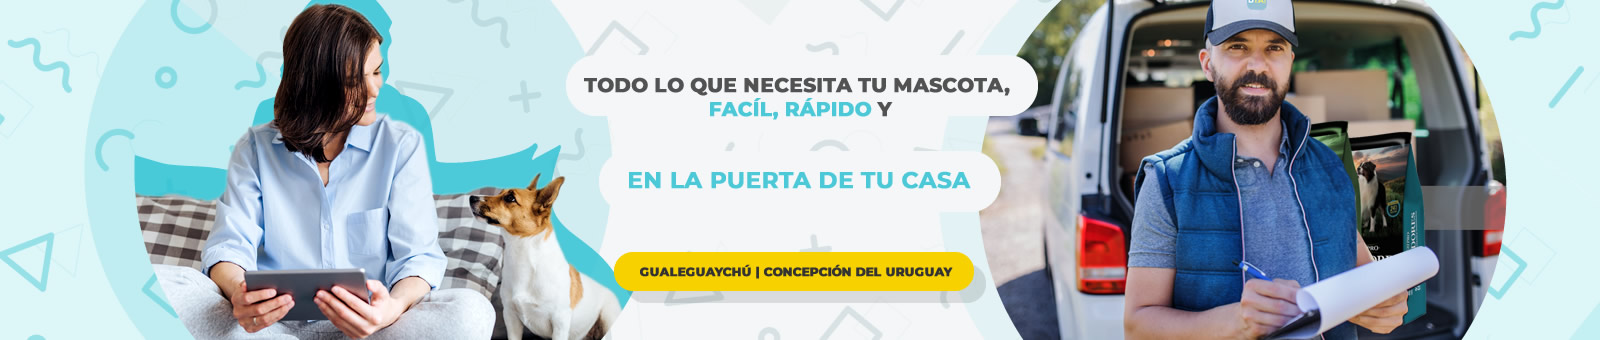 TODO LO QUE NECESITA TU MASCOTA,
FACÍL, RÁPIDO Y
EN LA PUERTA DE TU CASA
GUALEGUAYCHÚ | CONCEPCIÓN DEL URUGUAY